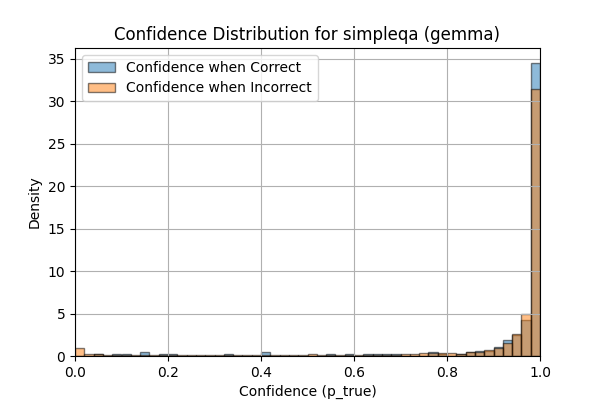 Confidence Distribution for simpleqa (gemma)
Confidence when Correct
Confidence when Incorrect
Density
35
30
25
20
15
10
5
0
0.0 0.2 0.4 0.6 0.8 1.0
Confidence (p_true)